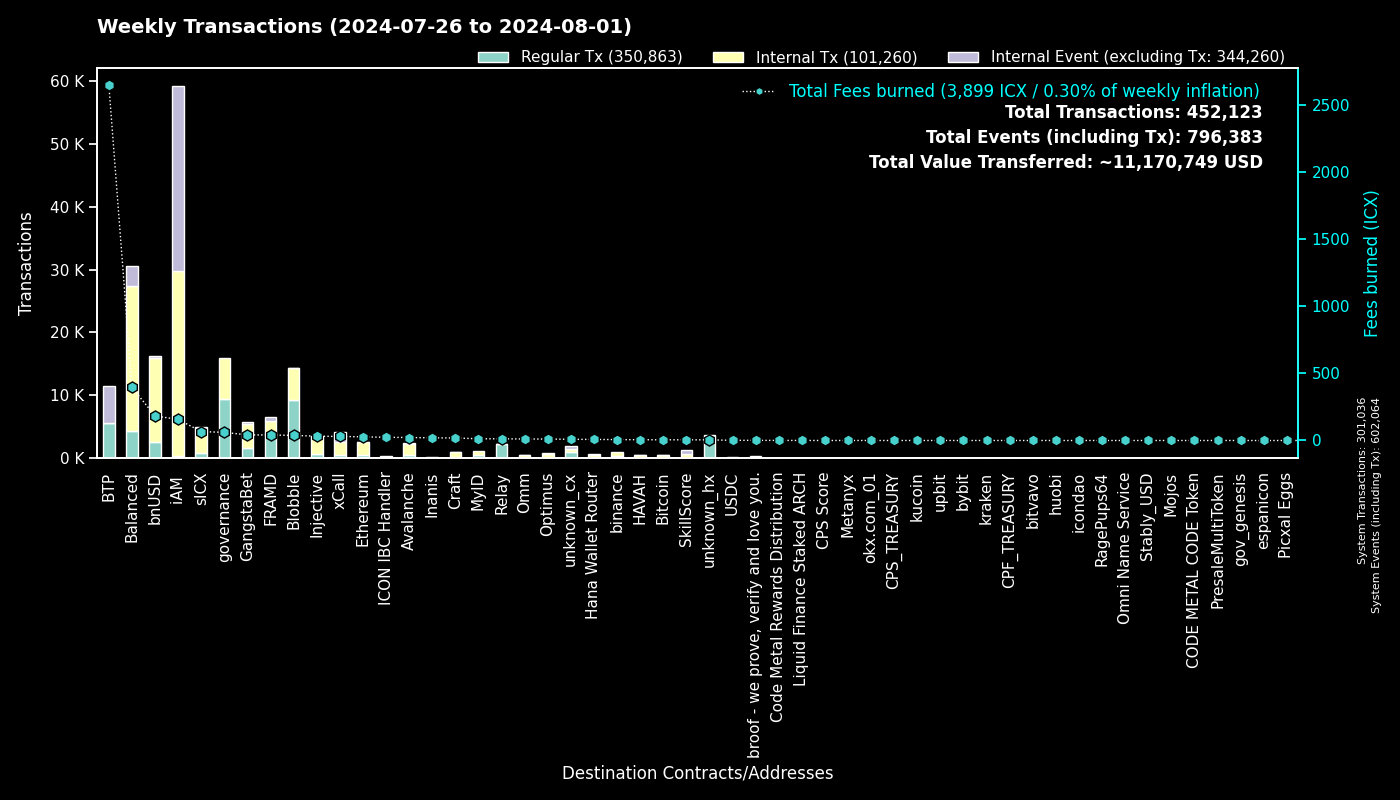 Weekly Transactions (2024-07-26 to 2024-08-01)
Regular Tx (350,863)
Internal Tx (101,260)
Internal Event (excluding Tx: 344,260)
Total Fees burned (3,899 ICX / 0.30% of weekly inflation)
Total Transactions: 452,123
Total Events (including Tx): 796,383
Total Value Transferred: ~11,170,749 USD
Transactions
60 K
50 K
40 K
30 K
20 K
10 K
0 K
2500
2000
1500
1000
500
0
Fees burned (ICX)
System Transactions: 301,036
System Events (including Tx): 602,064
BTP
Balanced
bnUSD
iAM
sICX
governance
GangstaBet
FRAMD
Blobble
Injective
xCall
Ethereum
ICON IBC Handler
Avalanche
Inanis
Craft
MyID
Relay
Omm
Optimus
unknown_cx
Hana Wallet Router
binance
HAVAH
Bitcoin
SkillScore
unknown_hx
USDC
broof - we prove, verify and love you.
Code Metal Rewards Distribution
Liquid Finance Staked ARCH
CPS Score
Metanyx
okx.com_01
CPS_TREASURY
kucoin
upbit
bybit
kraken
CPF_TREASURY
bitvavo
huobi
icondao
RagePups64
Omni Name Service
Stably_USD
Mojos
CODE METAL CODE Token
PresaleMultiToken
gov_genesis
espanicon
Picxal Eggs
Destination Contracts/Addresses